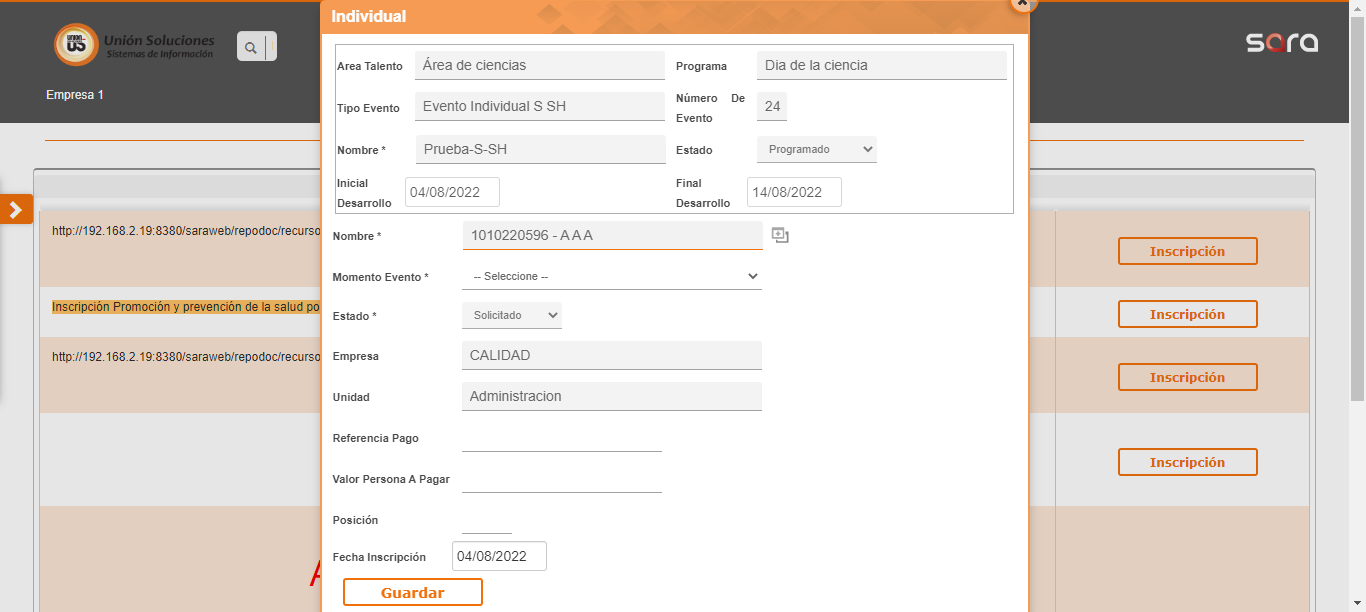 Individual
Unión Soluciones
Sistemas de Información
sara
Empresa 1
Area Talento Área de ciencias Programa Dia de la ciencia
Tipo Evento Evento Individual S SH Número De Evento 24
Nombre * Prueba-S-SH Estado Programado
Inicial Desarrollo 04/08/2022 Final Desarrollo 14/08/2022
http://192.168.2.19:8380/saraweb/repodoc/recurso
Nombre * 1010220596 - A A A
Inscripción
Momento Evento * -- Seleccione --
Inscripción Promoción y prevención de la salud po
Estado * Solicitado
Inscripción
http://192.168.2.19:8380/saraweb/repodoc/recurso
Empresa CALIDAD
Inscripción
Unidad Administracion
Referencia Pago
Inscripción
Valor Persona A Pagar
Posición
Fecha Inscripción 04/08/2022
Guardar